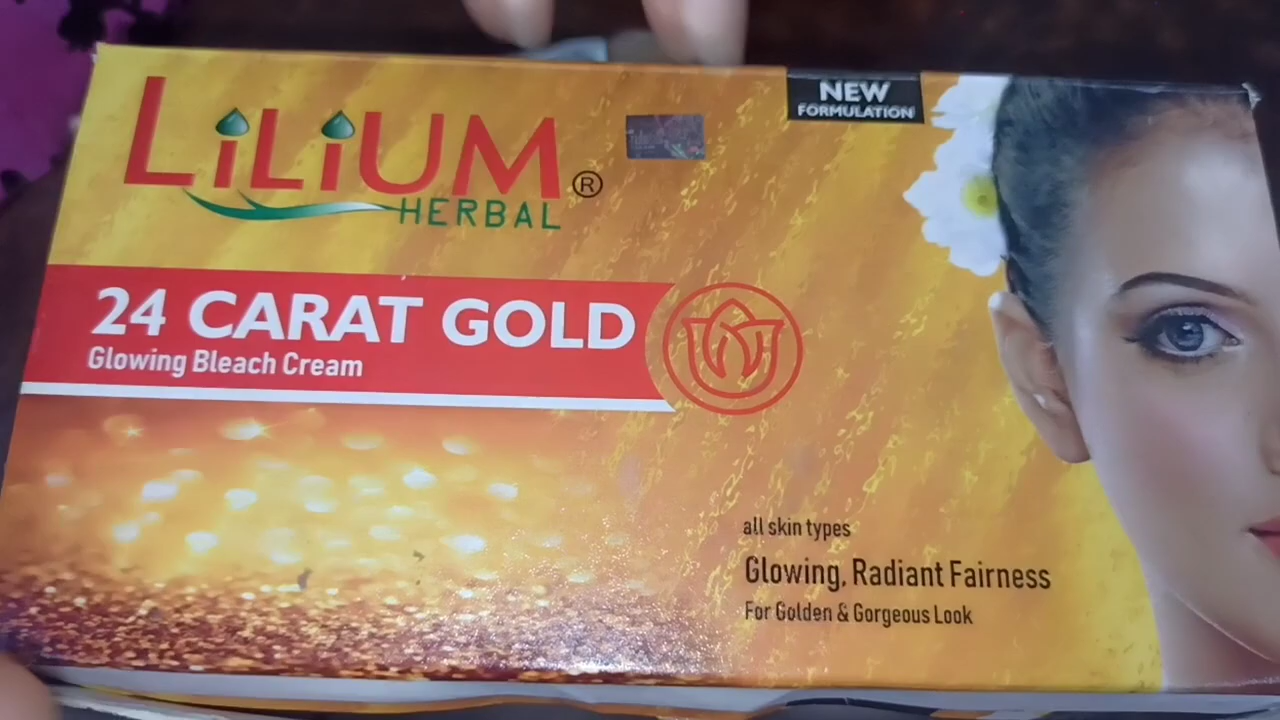 LiLiUM ®
HERBAL
NEW
FORMULATION
24 CARAT GOLD
Glowing Bleach Cream
all skin types
Glowing, Radiant Fairness
For Golden & Gorgeous Look